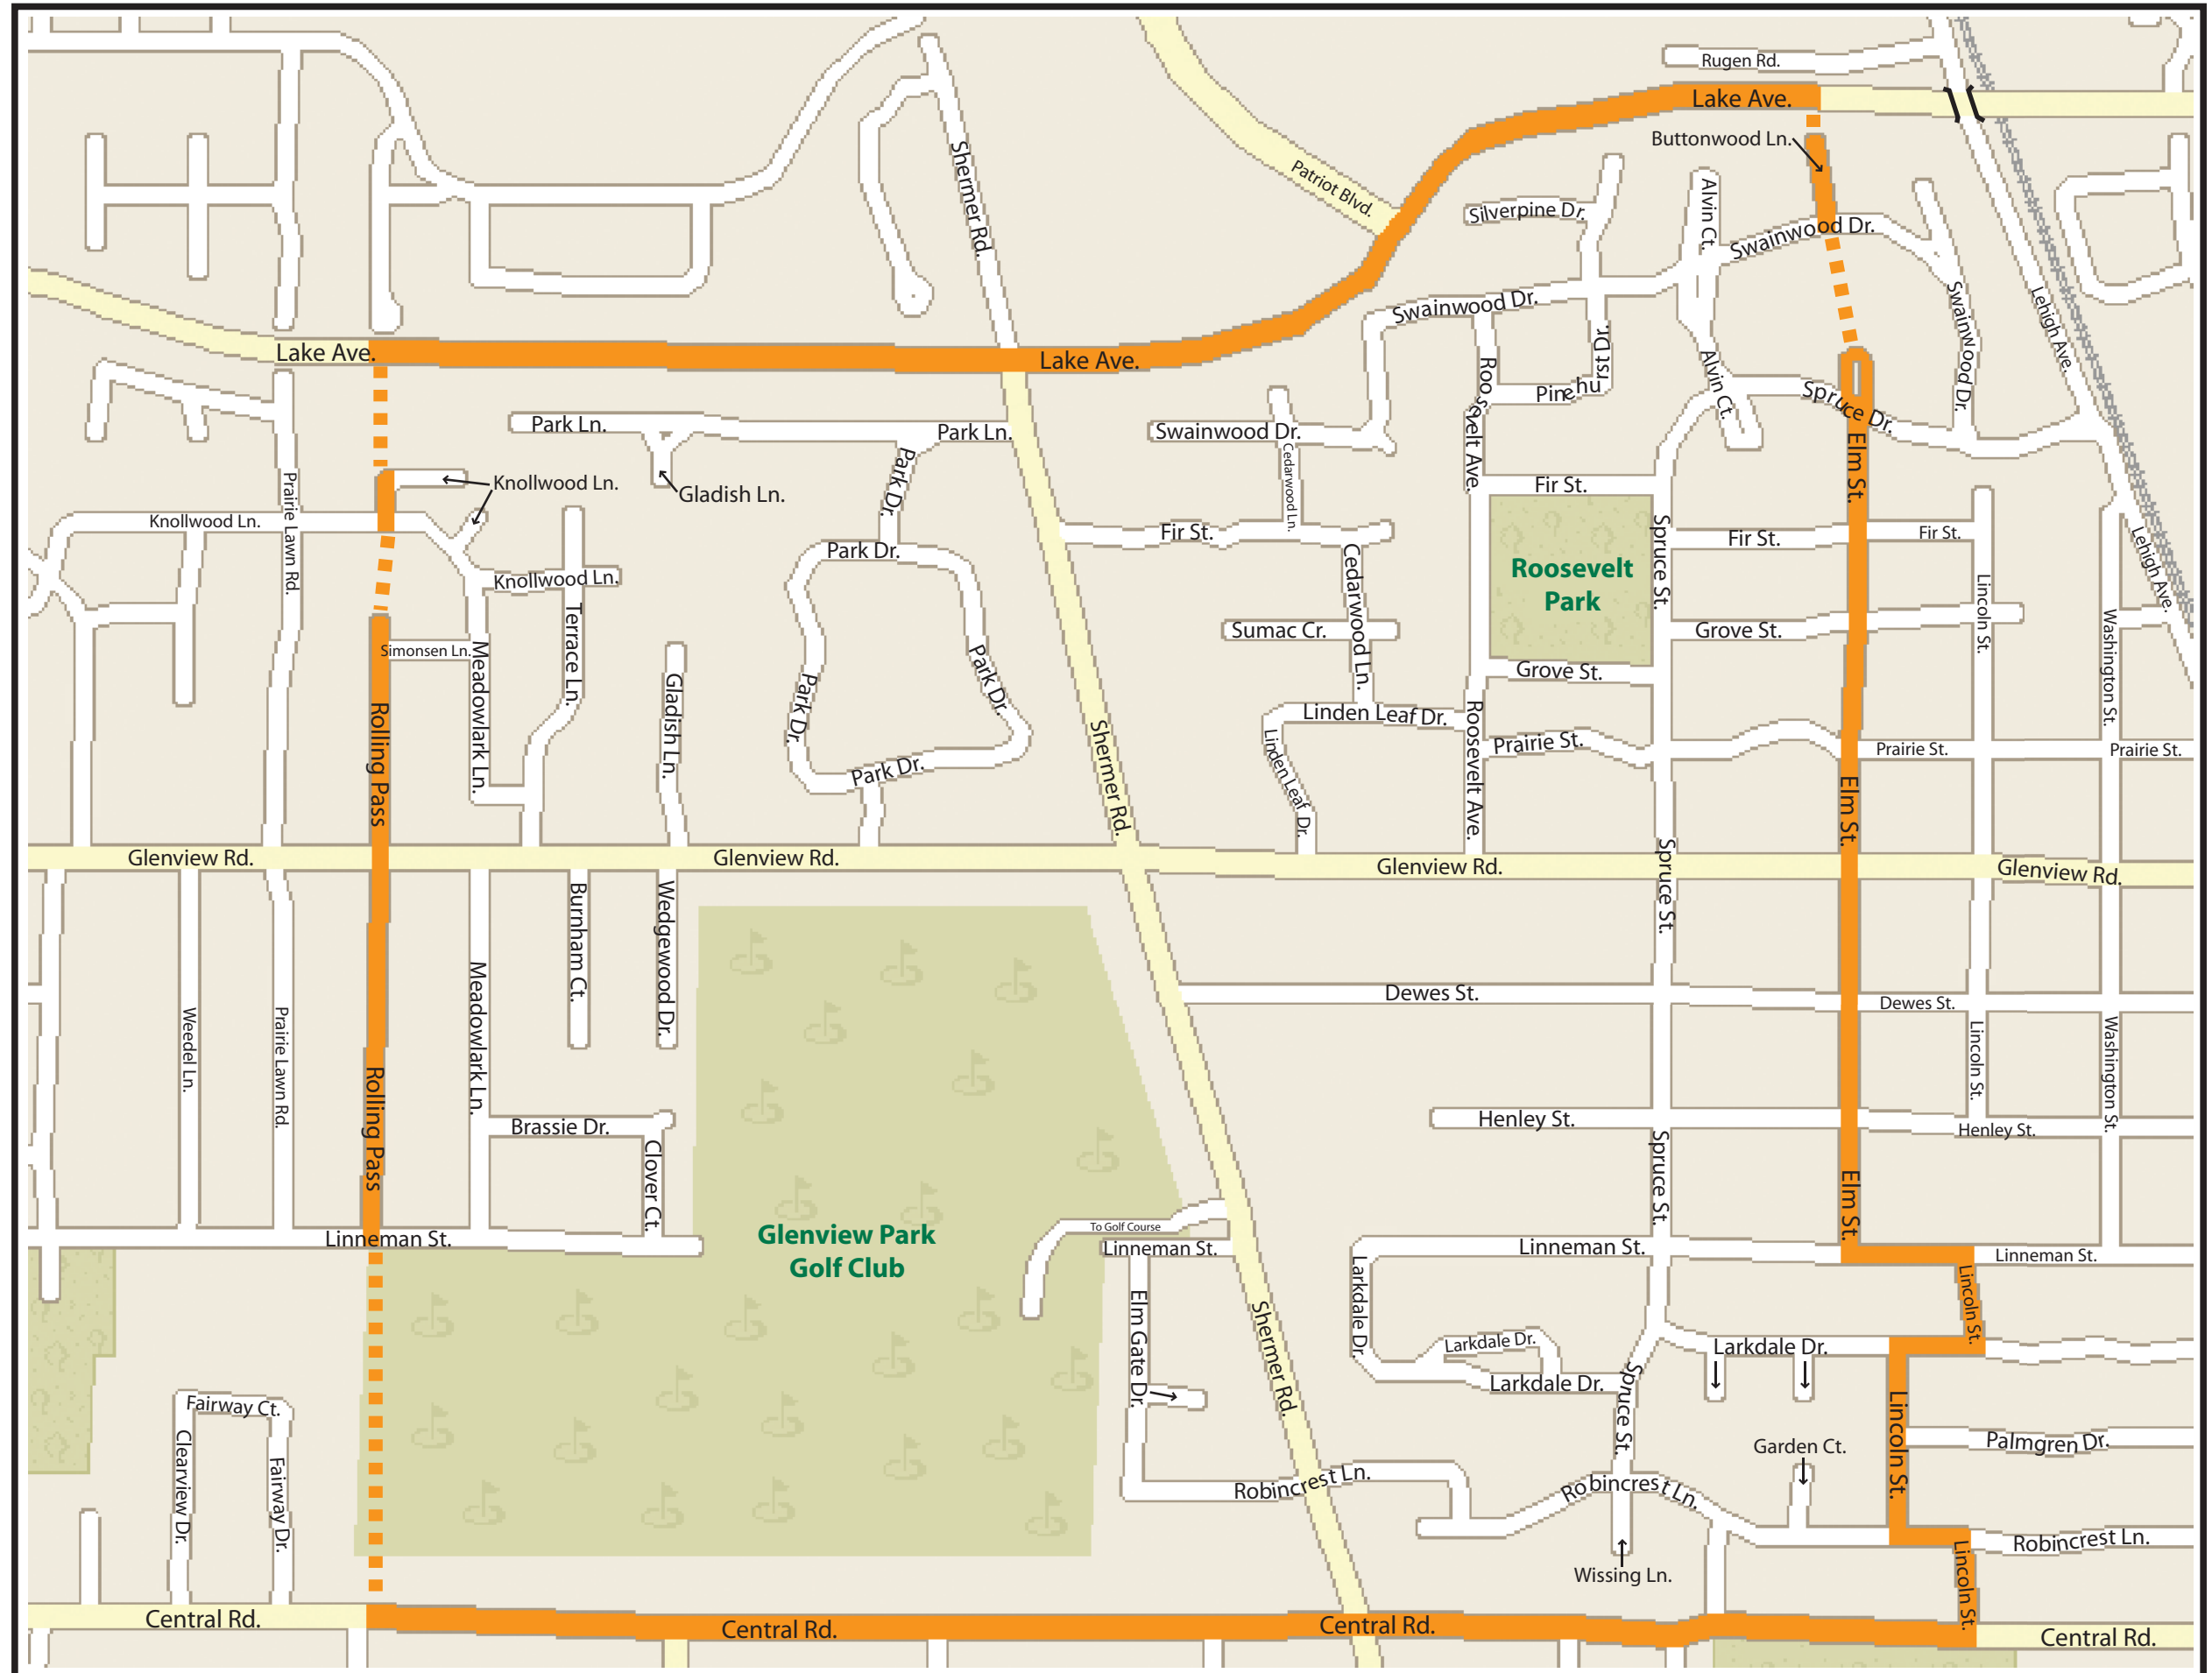 Rugen Rd.
Lake Ave.
Buttonwood Ln.
Shermer Rd.
Patriot Blvd.
Silverpine Dr.
Alvin Ct.
Swainwood Dr.
Swainwood Dr.
Swainwood Dr.
Lehigh Ave.
Lake Ave.
Lake Ave.
Pinehurst Dr.
Roosevelt Ave.
Alvin Ct.
Spruce Dr.
Park Ln.
Park Ln.
Swainwood Dr.
Cedarwood Ln.
Elm St.
Knollwood Ln.
Gladish Ln.
Park Dr.
Prairie Lawn Rd.
Knollwood Ln.
Fir St.
Fir St.
Fir St.
Fir St.
Spruce St.
Lehigh Ave.
Park Dr.
Roosevelt
Park
Cedarwood Ln.
Knollwood Ln.
Terrace Ln.
Lincoln St.
Sumac Cr.
Grove St.
Grove St.
Washington St.
Simonsen Ln.
Meadowlark Ln.
Gladish Ln.
Park Dr.
Park Dr.
Park Dr.
Rolling Pass
Linden Leaf Dr.
Linden Leaf Dr.
Roosevelt Ave.
Prairie St.
Prairie St.
Prairie St.
Shermer Rd.
Elm St.
Glenview Rd.
Glenview Rd.
Glenview Rd.
Glenview Rd.
Spruce St.
Burnham Ct.
Wedgewood Dr.
Meadowlark Ln.
Weedel Ln.
Prairie Lawn Rd.
Rolling Pass
Dewes St.
Dewes St.
Lincoln St.
Washington St.
Brassie Dr.
Clover Ct.
Henley St.
Henley St.
Spruce St.
Elm St.
Glenview Park
Golf Club
To Golf Course
Linneman St.
Linneman St.
Linneman St.
Linneman St.
Larkdale Dr.
Lincoln St.
Elm Gate Dr.
Shermer Rd.
Larkdale Dr.
Larkdale Dr.
Larkdale Dr.
Spruce St.
Lincoln St.
Fairway Ct.
Clearview Dr.
Fairway Dr.
Palmgren Dr.
Garden Ct.
Robincrest Ln.
Robincrest Ln.
Robincrest Ln.
Wissing Ln.
Lincoln St.
Central Rd.
Central Rd.
Central Rd.
Central Rd.